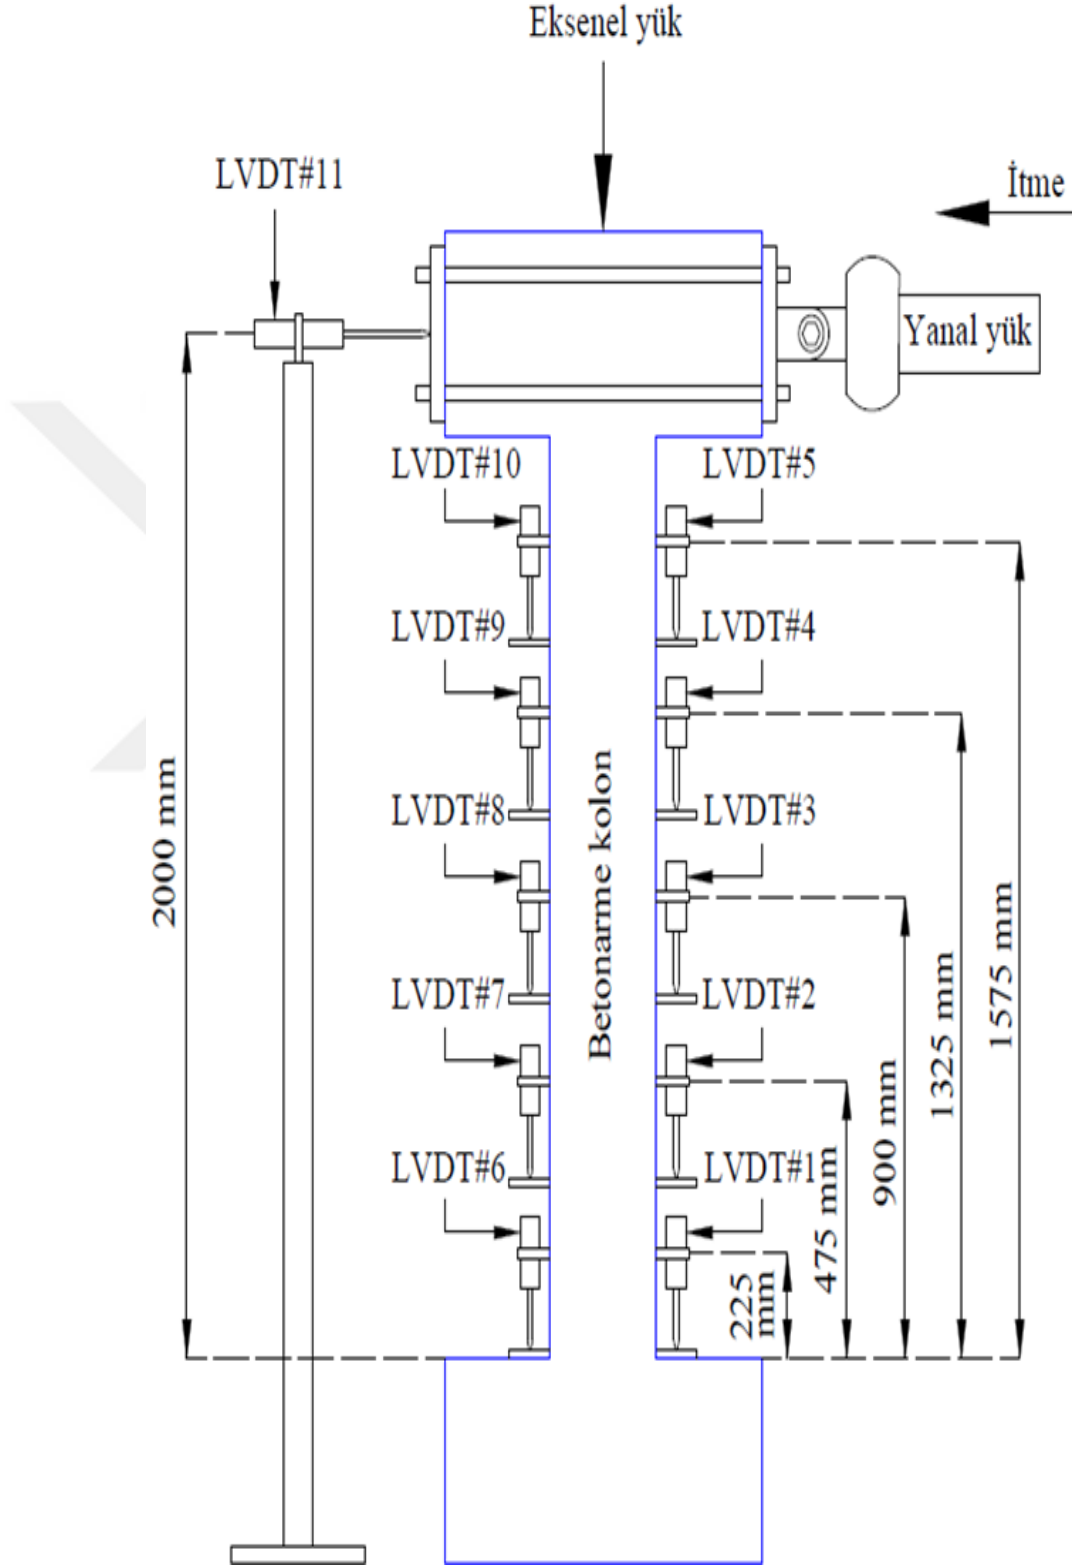 Eksenel yük
LVDT#11
İtme
Yanal yük
LVDT#10
LVDT#5
LVDT#9
LVDT#4
LVDT#8
LVDT#3
LVDT#7
LVDT#2
LVDT#6
LVDT#1
Betonarme kolon
2000 mm
225
mm
475 mm
900 mm
1325 mm
1575 mm